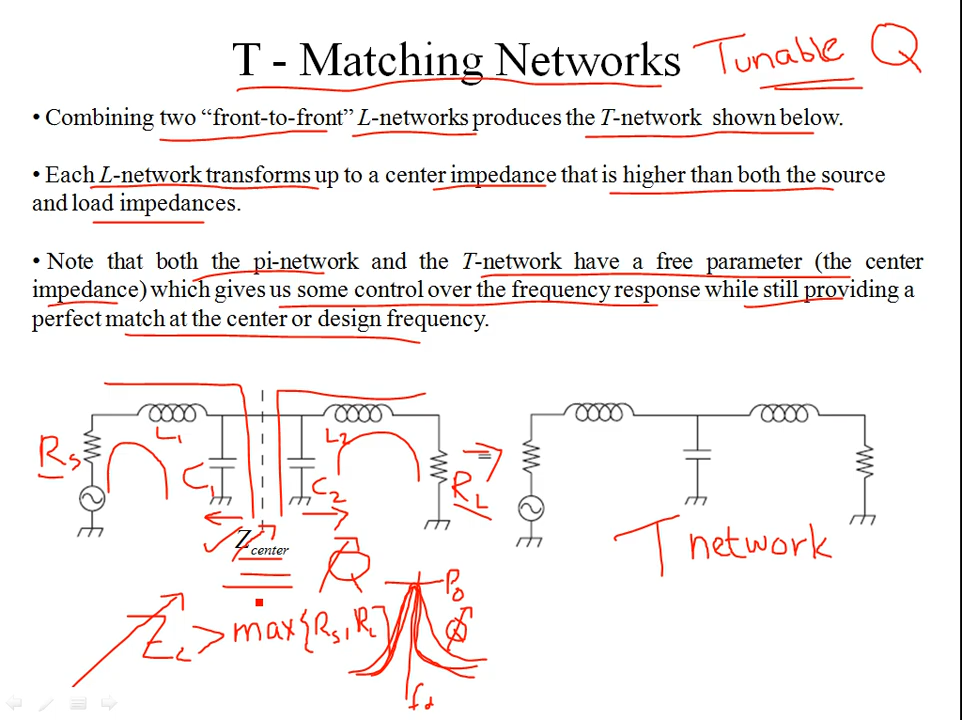 T - Matching Networks Tunable Q
• Combining two “front-to-front” L-networks produces the T-network shown below.
• Each L-network transforms up to a center impedance that is higher than both the source
and load impedances.
• Note that both the pi-network and the T-network have a free parameter (the center
impedance) which gives us some control over the frequency response while still providing a
perfect match at the center or design frequency.
L1 L2
Rs C1 C2 RL
Zcenter
T network
Q
Zc > max{Rs, RL} P0 Q
fd